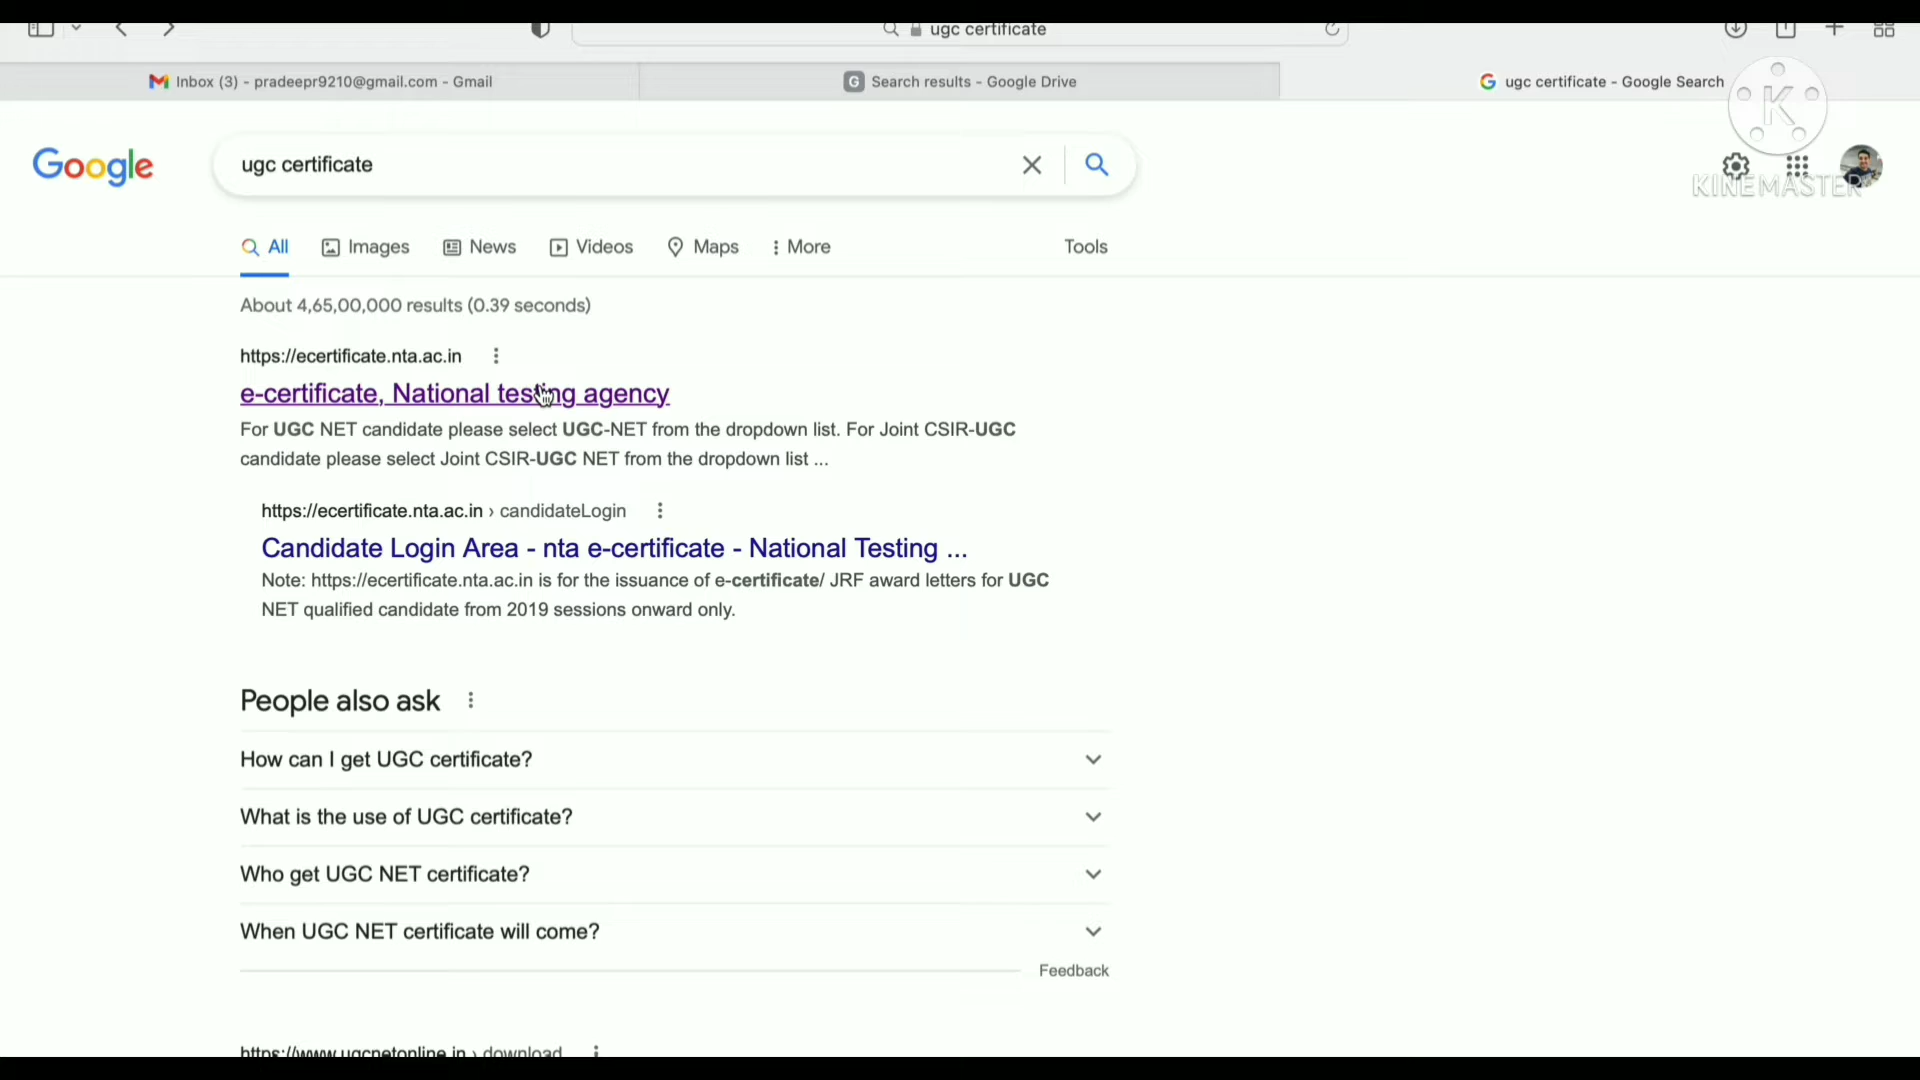 ugc certificate
Inbox (3) - pradeepr9210@gmail.com - Gmail
G Search results - Google Drive
ugc certificate - Google Search
K
KINEMASTER
Google
ugc certificate
All Images News Videos Maps More Tools
About 4,65,00,000 results (0.39 seconds)
https://ecertificate.nta.ac.in
e-certificate, National testing agency
For UGC NET candidate please select UGC-NET from the dropdown list. For Joint CSIR-UGC
candidate please select Joint CSIR-UGC NET from the dropdown list ...
https://ecertificate.nta.ac.in › candidateLogin
Candidate Login Area - nta e-certificate - National Testing ...
Note: https://ecertificate.nta.ac.in is for the issuance of e-certificate/ JRF award letters for UGC
NET qualified candidate from 2019 sessions onward only.
People also ask
How can I get UGC certificate?
What is the use of UGC certificate?
Who get UGC NET certificate?
When UGC NET certificate will come?
Feedback
https://www.ugcnetonline.in › download